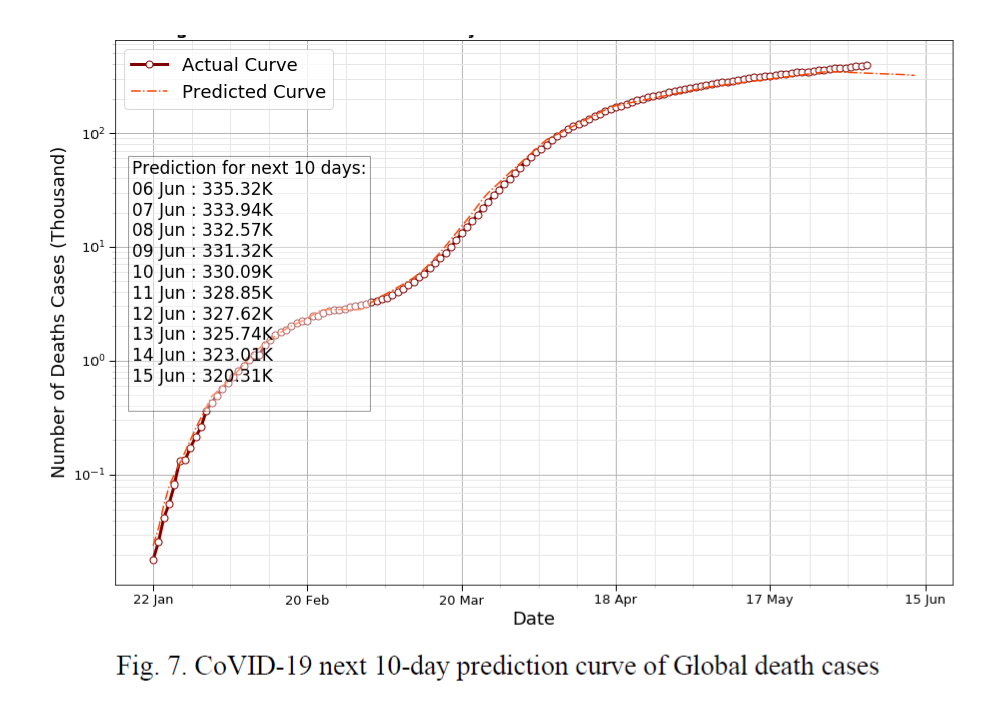 Actual Curve
Predicted Curve
Prediction for next 10 days:
06 Jun : 335.32K
07 Jun : 333.94K
08 Jun : 332.57K
09 Jun : 331.32K
10 Jun : 330.09K
11 Jun : 328.85K
12 Jun : 327.62K
13 Jun : 325.74K
14 Jun : 323.01K
15 Jun : 320.31K
Number of Deaths Cases (Thousand)
10²
10¹
10⁰
10⁻¹
22 Jan
20 Feb
20 Mar
18 Apr
17 May
15 Jun
Date
Fig. 7. CoVID-19 next 10-day prediction curve of Global death cases